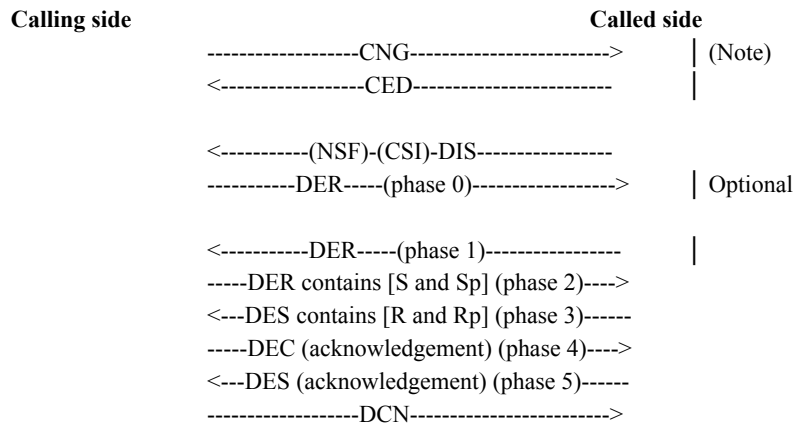 Calling side Called side
-------------------CNG-------------------------> (Note)
<------------------CED-------------------------
<-----------(NSF)-(CSI)-DIS-----------------
-----------DER-----(phase 0)------------------> Optional
<-----------DER-----(phase 1)-----------------
-----DER contains [S and Sp] (phase 2)---->
<---DES contains [R and Rp] (phase 3)------
-----DEC (acknowledgement) (phase 4)---->
<---DES (acknowledgement) (phase 5)------
-------------------DCN------------------------->